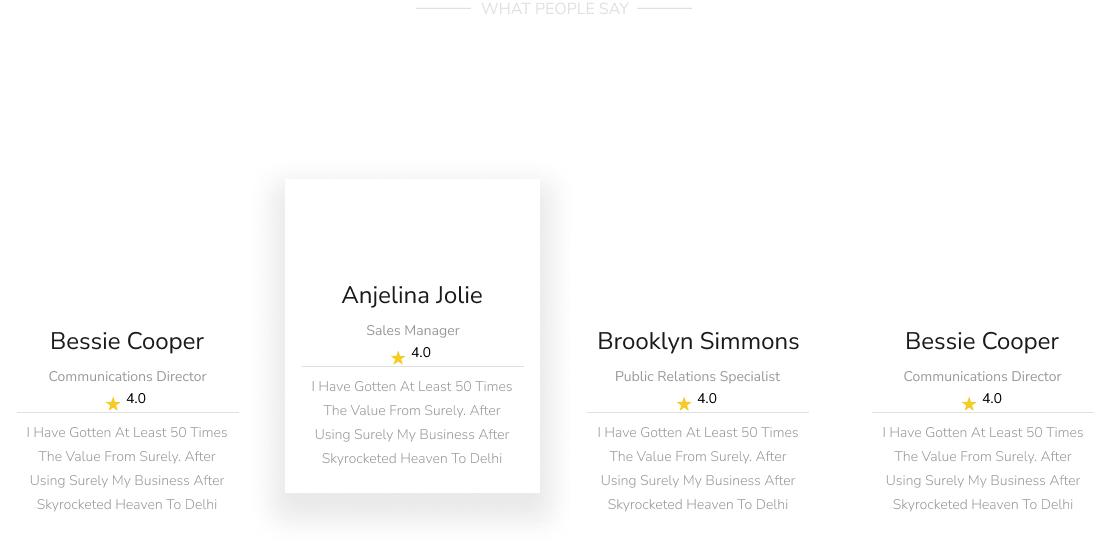 WHAT PEOPLE SAY
Bessie Cooper
Communications Director
4.0
I Have Gotten At Least 50 Times
The Value From Surely. After
Using Surely My Business After
Skyrocketed Heaven To Delhi
Anjelina Jolie
Sales Manager
4.0
I Have Gotten At Least 50 Times
The Value From Surely. After
Using Surely My Business After
Skyrocketed Heaven To Delhi
Brooklyn Simmons
Public Relations Specialist
4.0
I Have Gotten At Least 50 Times
The Value From Surely. After
Using Surely My Business After
Skyrocketed Heaven To Delhi
Bessie Cooper
Communications Director
4.0
I Have Gotten At Least 50 Times
The Value From Surely. After
Using Surely My Business After
Skyrocketed Heaven To Delhi